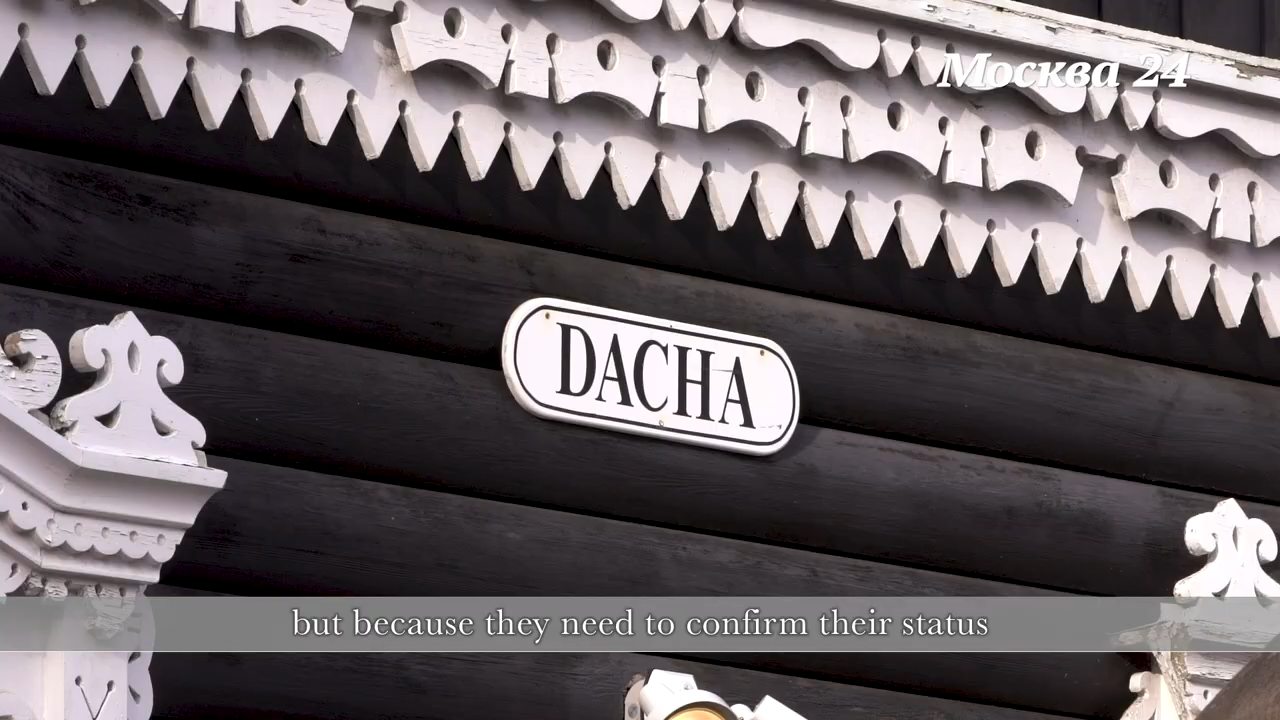 Москва 24
DACHA
but because they need to confirm their status